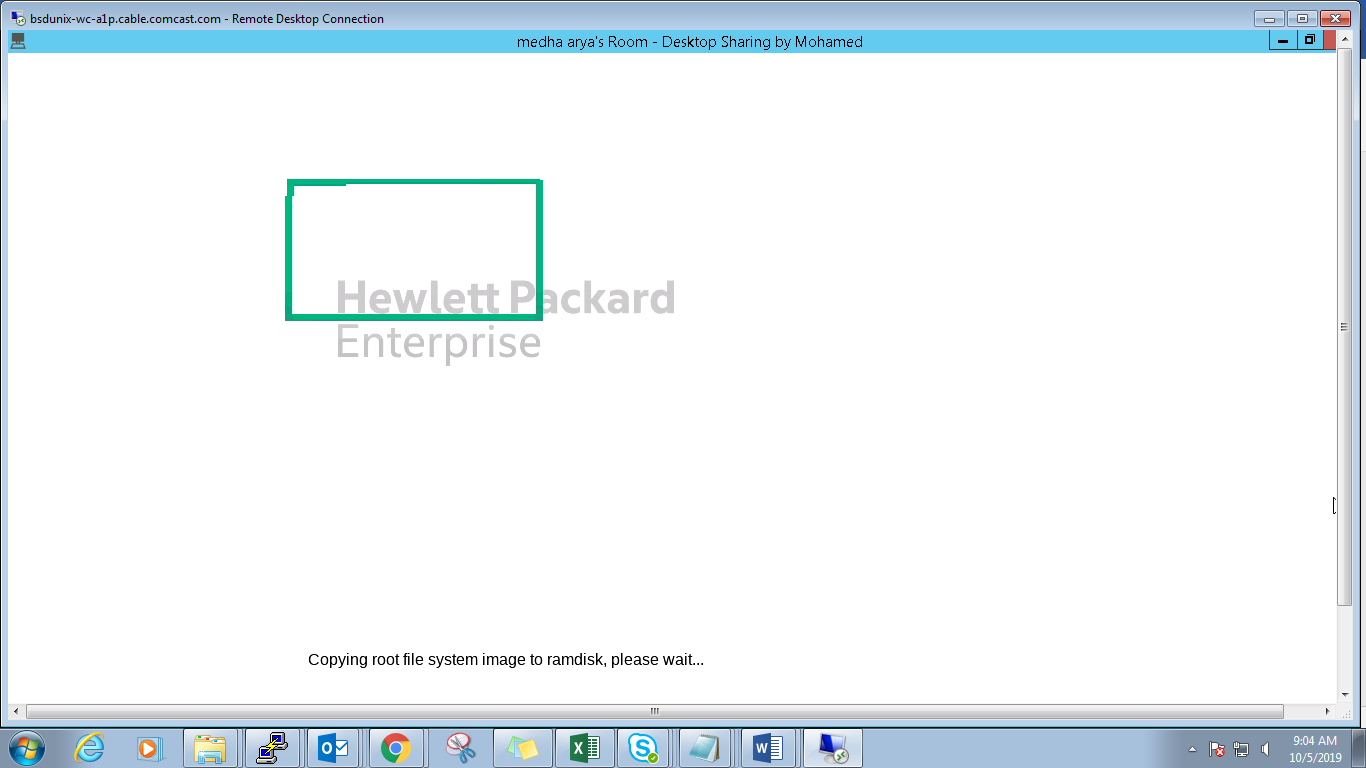 bsdunix-wc-a1p.cable.comcast.com - Remote Desktop Connection
medha arya's Room - Desktop Sharing by Mohamed
Hewlett Packard
Enterprise
Copying root file system image to ramdisk, please wait...
9:04 AM
10/5/2019